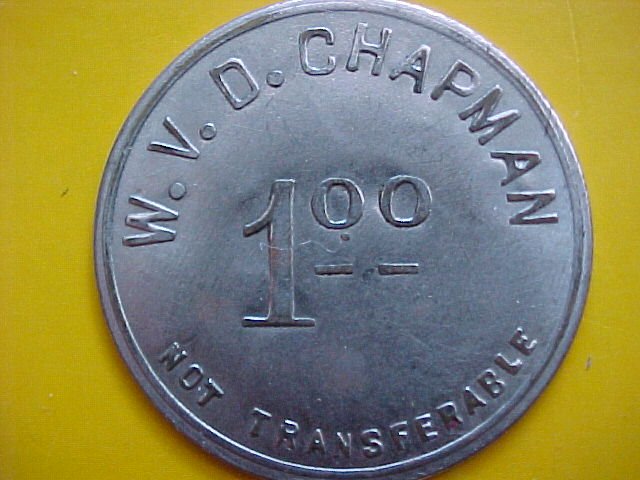 W. V. D. CHAPMAN
1 00
NOT TRANSFERABLE